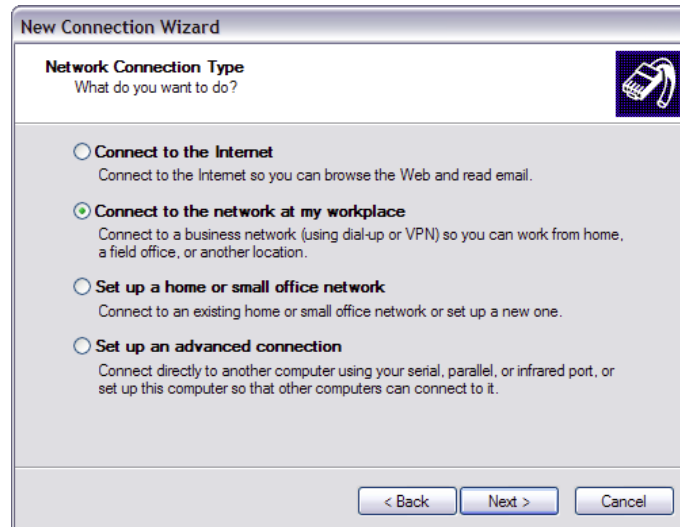 New Connection Wizard
Network Connection Type
What do you want to do?
Connect to the Internet
Connect to the Internet so you can browse the Web and read email.
Connect to the network at my workplace
Connect to a business network (using dial-up or VPN) so you can work from home,
a field office, or another location.
Set up a home or small office network
Connect to an existing home or small office network or set up a new one.
Set up an advanced connection
Connect directly to another computer using your serial, parallel, or infrared port, or
set up this computer so that other computers can connect to it.
< Back Next > Cancel